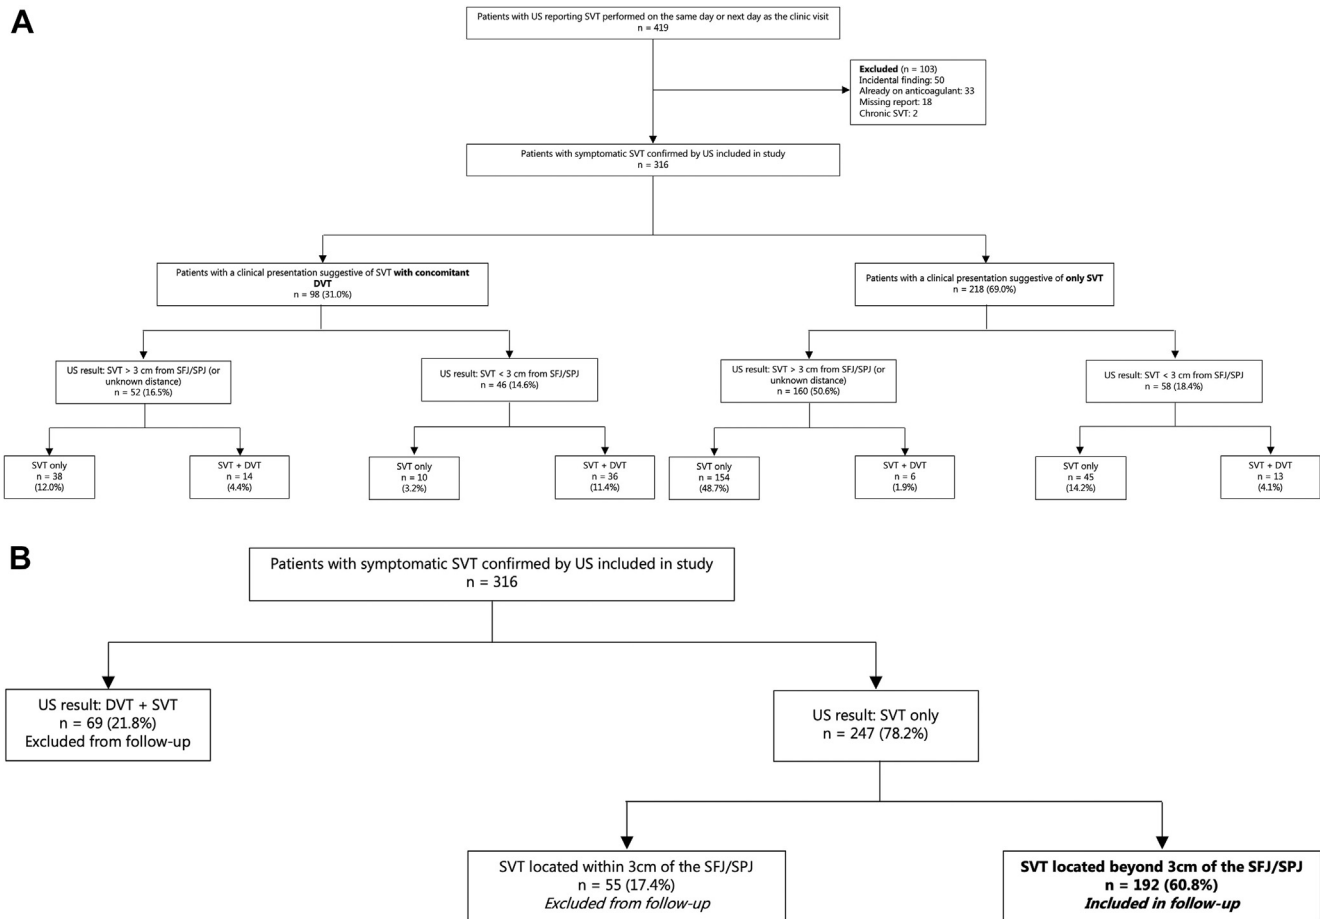 A
Patients with US reporting SVT performed on the same day or next day as the clinic visit
n = 419
Excluded (n = 103)
Incidental finding: 50
Already on anticoagulant: 33
Missing report: 18
Chronic SVT: 2
Patients with symptomatic SVT confirmed by US included in study
n = 316
Patients with a clinical presentation suggestive of SVT with concomitant
DVT
n = 98 (31.0%)
Patients with a clinical presentation suggestive of only SVT
n = 218 (69.0%)
US result: SVT > 3 cm from SFJ/SPJ (or
unknown distance)
n = 52 (16.5%)
US result: SVT < 3 cm from SFJ/SPJ
n = 46 (14.6%)
US result: SVT > 3 cm from SFJ/SPJ (or
unknown distance)
n = 160 (50.6%)
US result: SVT < 3 cm from SFJ/SPJ
n = 58 (18.4%)
SVT only
n = 38
(12.0%)
SVT + DVT
n = 14
(4.4%)
SVT only
n = 10
(3.2%)
SVT + DVT
n = 36
(11.4%)
SVT only
n = 154
(48.7%)
SVT + DVT
n = 6
(1.9%)
SVT only
n = 45
(14.2%)
SVT + DVT
n = 13
(4.1%)
B
Patients with symptomatic SVT confirmed by US included in study
n = 316
US result: DVT + SVT
n = 69 (21.8%)
Excluded from follow-up
US result: SVT only
n = 247 (78.2%)
SVT located within 3cm of the SFJ/SPJ
n = 55 (17.4%)
Excluded from follow-up
SVT located beyond 3cm of the SFJ/SPJ
n = 192 (60.8%)
Included in follow-up